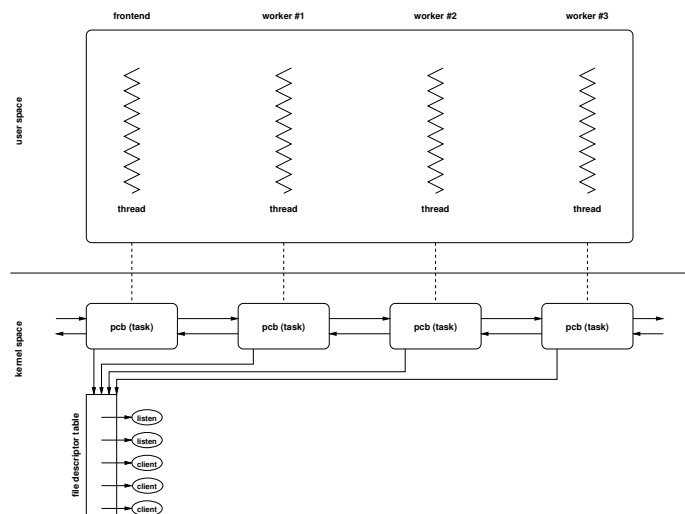 frontend
worker #1
worker #2
worker #3
user space
thread
thread
thread
thread
kernel space
pcb (task)
pcb (task)
pcb (task)
pcb (task)
file descriptor table
listen
listen
client
client
client